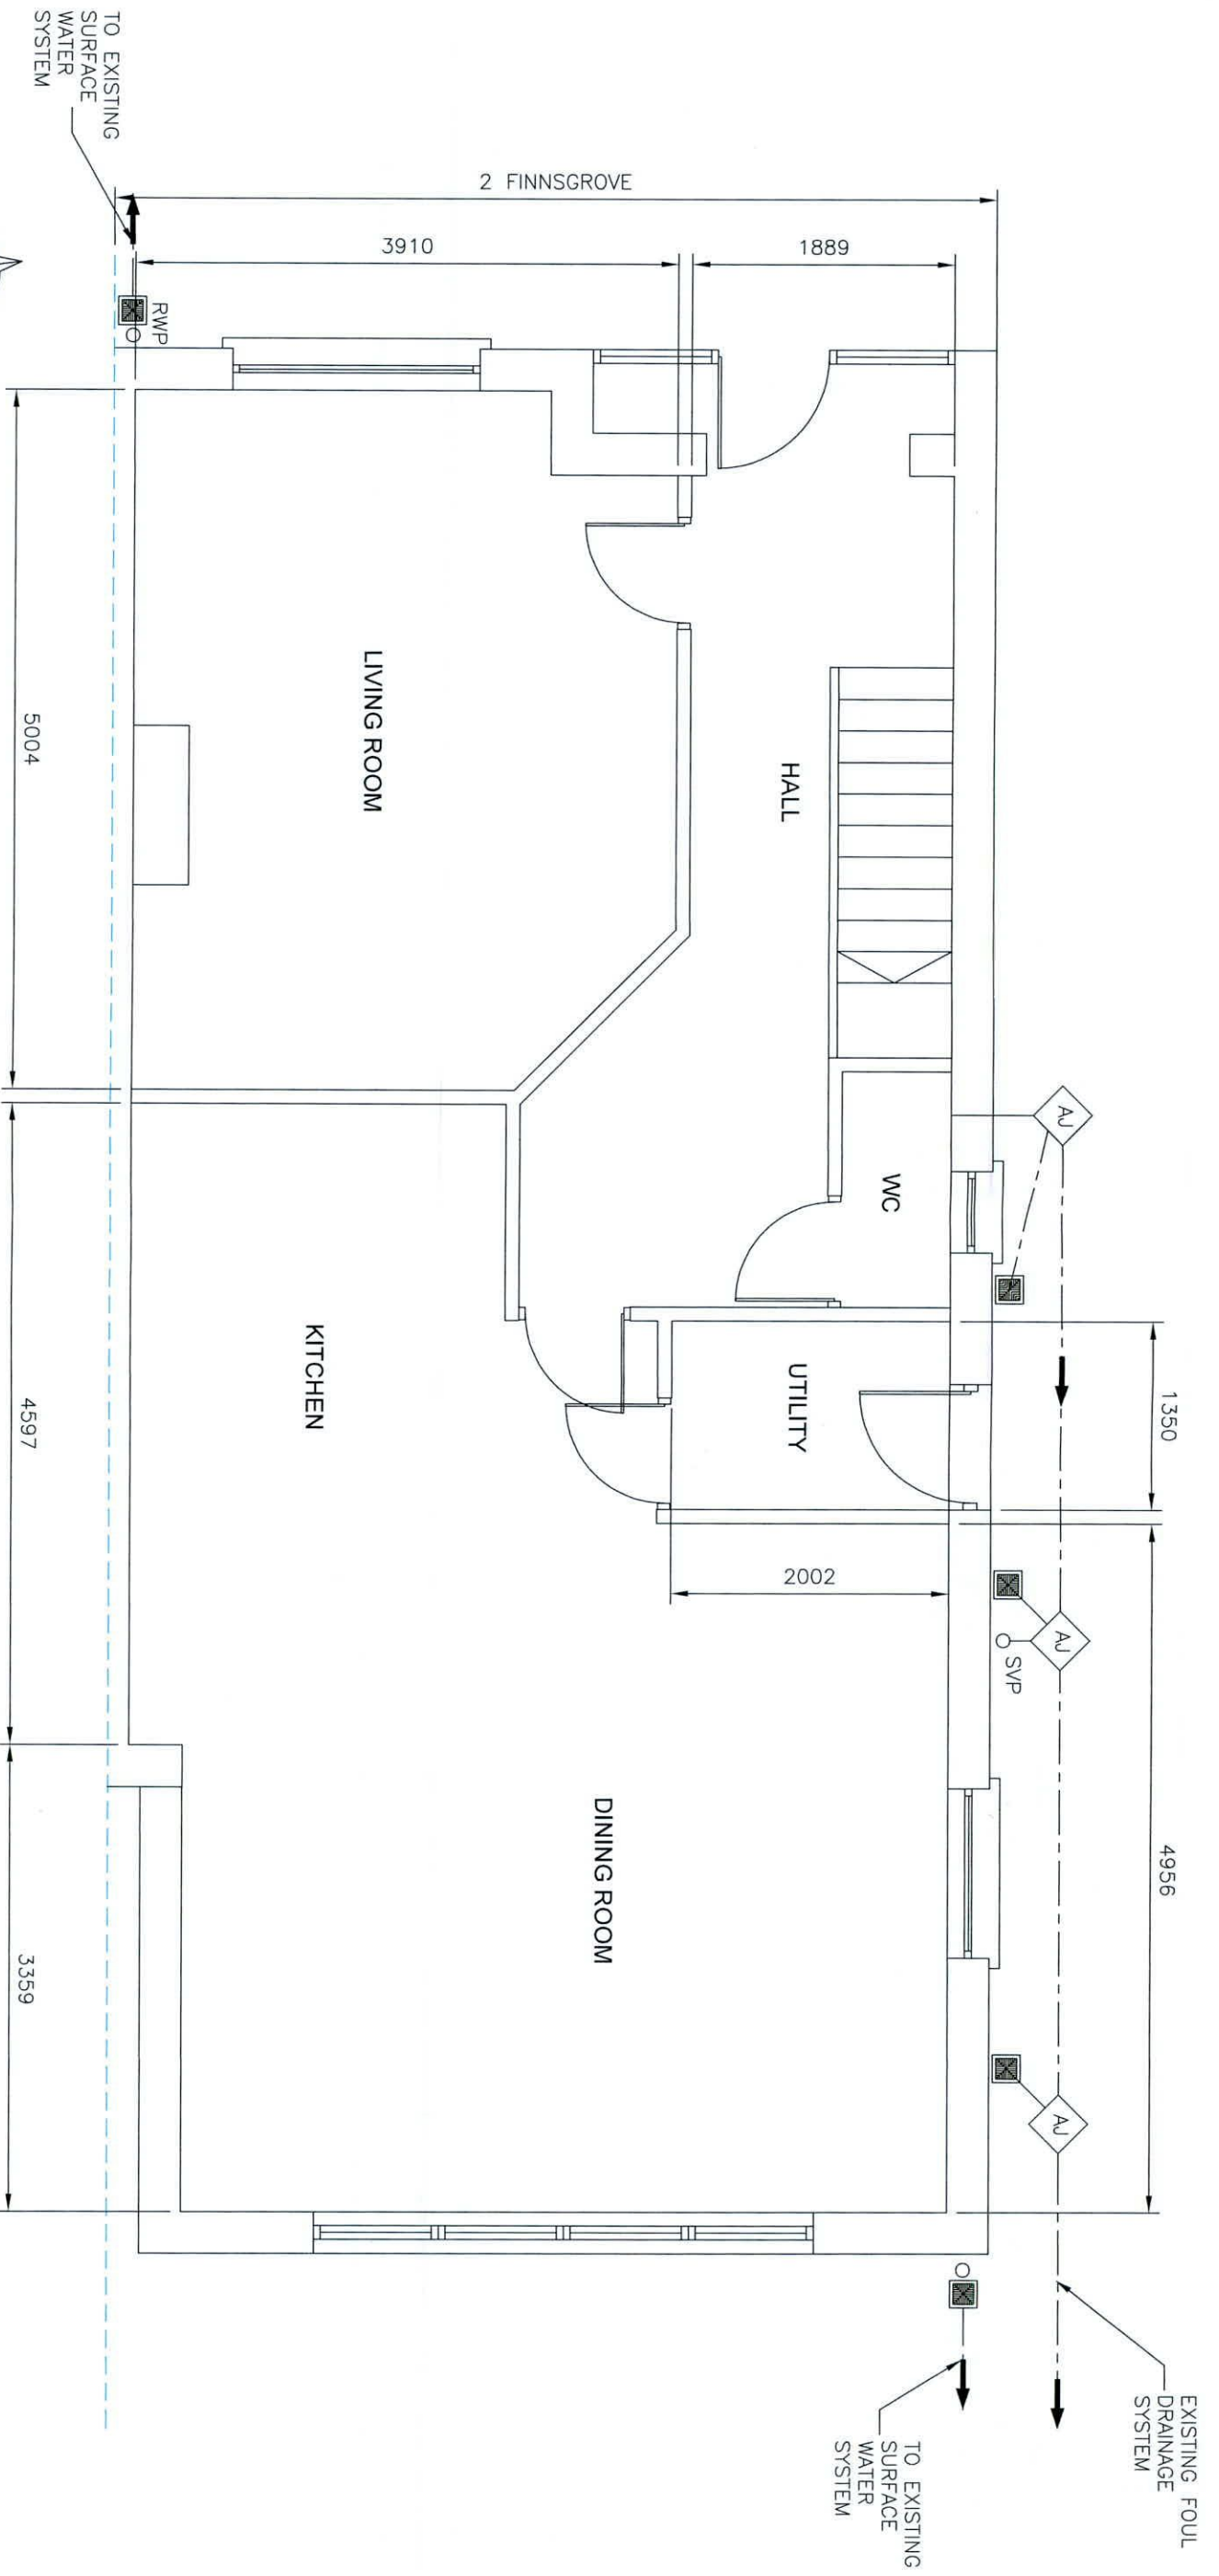 TO EXISTING
SURFACE
WATER
SYSTEM
2 FINNSGROVE
3910
1889
RWP
LIVING ROOM
HALL
5004
AJ
WC
KITCHEN
UTILITY
1350
4597
2002
AJ
SVP
DINING ROOM
4956
3359
AJ
EXISTING FOUL
DRAINAGE
SYSTEM
TO EXISTING
SURFACE
WATER
SYSTEM